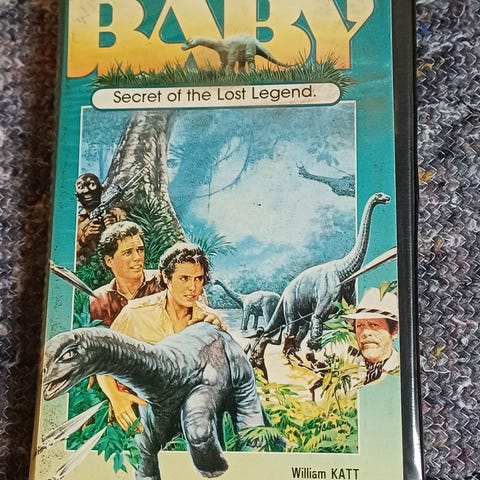 BABY
Secret of the Lost Legend.
William KATT